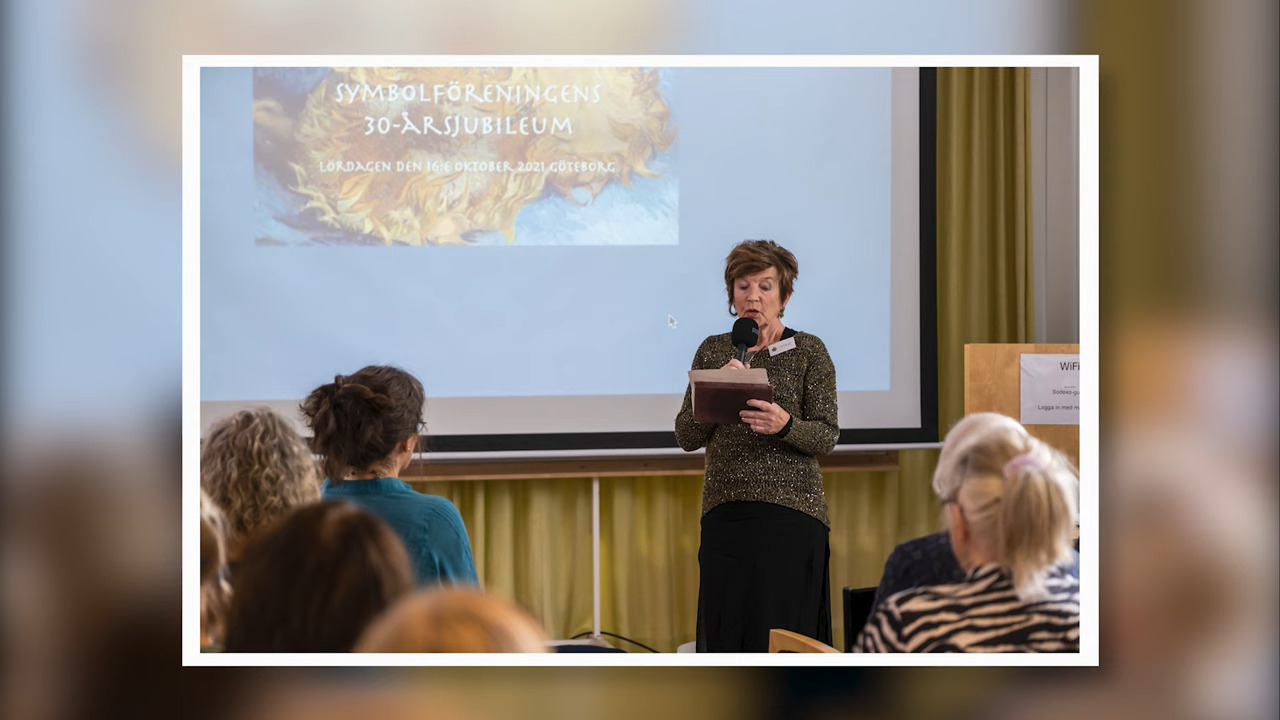 SYMBOLFÖRENINGENS
30-ÅRSJUBILEUM
LÖRDAGEN DEN 16:E OKTOBER 2021 GÖTEBORG
WiFi
Logga in med